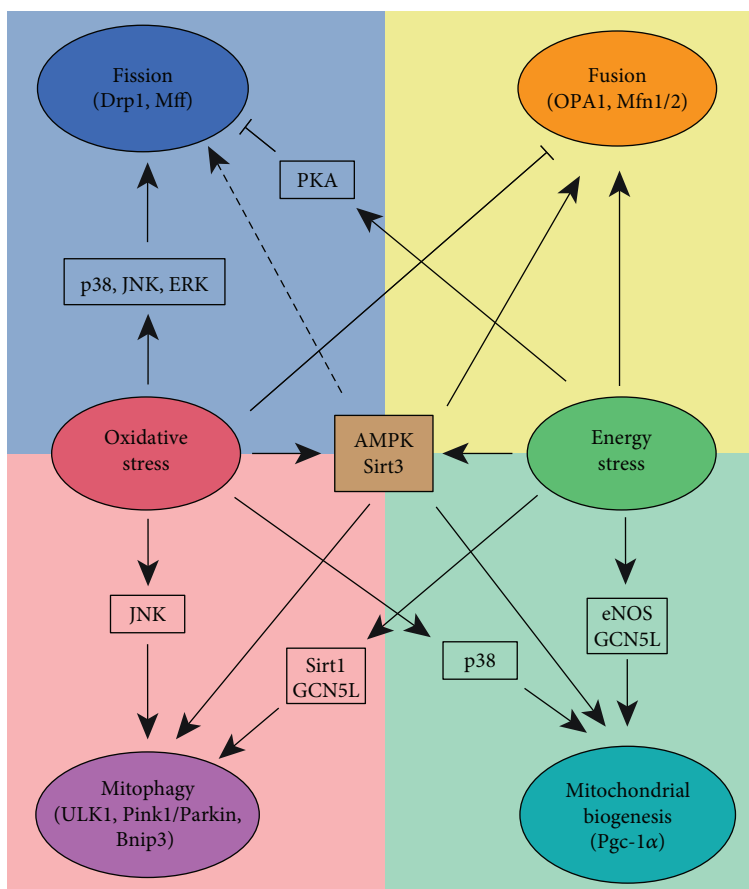 Fission
(Drp1, Mff)
Fusion
(OPA1, Mfn1/2)
PKA
p38, JNK, ERK
Oxidative
stress
AMPK
Sirt3
Energy
stress
JNK
Sirt1
GCN5L
p38
eNOS
GCN5L
Mitophagy
(ULK1, Pink1/Parkin,
Bnip3)
Mitochondrial
biogenesis
(Pgc-1α)